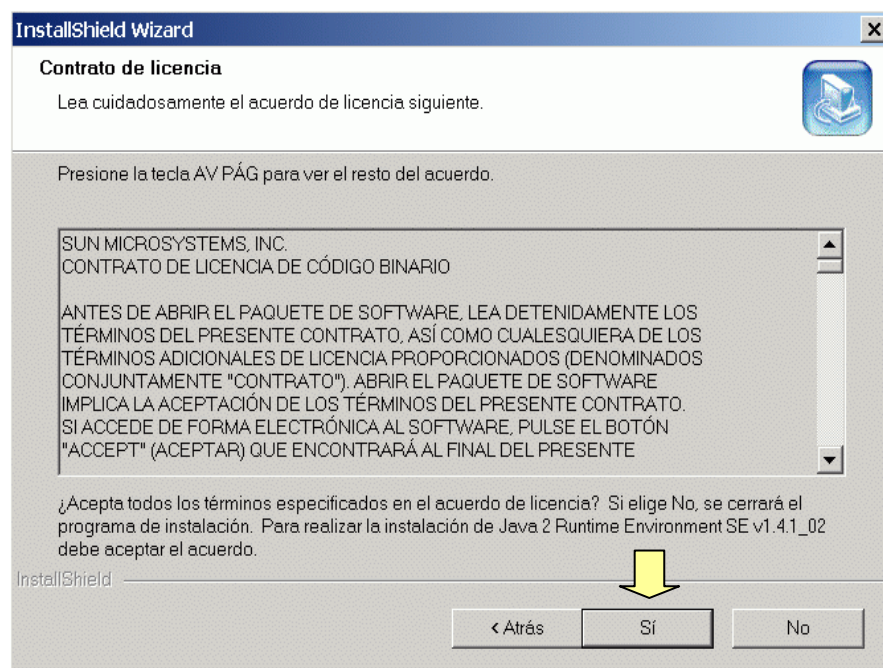 InstallShield Wizard
Contrato de licencia
Lea cuidadosamente el acuerdo de licencia siguiente.
Presione la tecla AV PÁG para ver el resto del acuerdo.
SUN MICROSYSTEMS, INC.
CONTRATO DE LICENCIA DE CÓDIGO BINARIO
ANTES DE ABRIR EL PAQUETE DE SOFTWARE, LEA DETENIDAMENTE LOS
TÉRMINOS DEL PRESENTE CONTRATO, ASÍ COMO CUALESQUIERA DE LOS
TÉRMINOS ADICIONALES DE LICENCIA PROPORCIONADOS (DENOMINADOS
CONJUNTAMENTE "CONTRATO"). ABRIR EL PAQUETE DE SOFTWARE
IMPLICA LA ACEPTACIÓN DE LOS TÉRMINOS DEL PRESENTE CONTRATO.
SI ACCEDE DE FORMA ELECTRÓNICA AL SOFTWARE, PULSE EL BOTÓN
"ACCEPT" (ACEPTAR) QUE ENCONTRARÁ AL FINAL DEL PRESENTE
¿Acepta todos los términos especificados en el acuerdo de licencia? Si elige No, se cerrará el
programa de instalación. Para realizar la instalación de Java 2 Runtime Environment SE v1.4.1_02
debe aceptar el acuerdo.
InstallShield
< Atrás
Sí
No